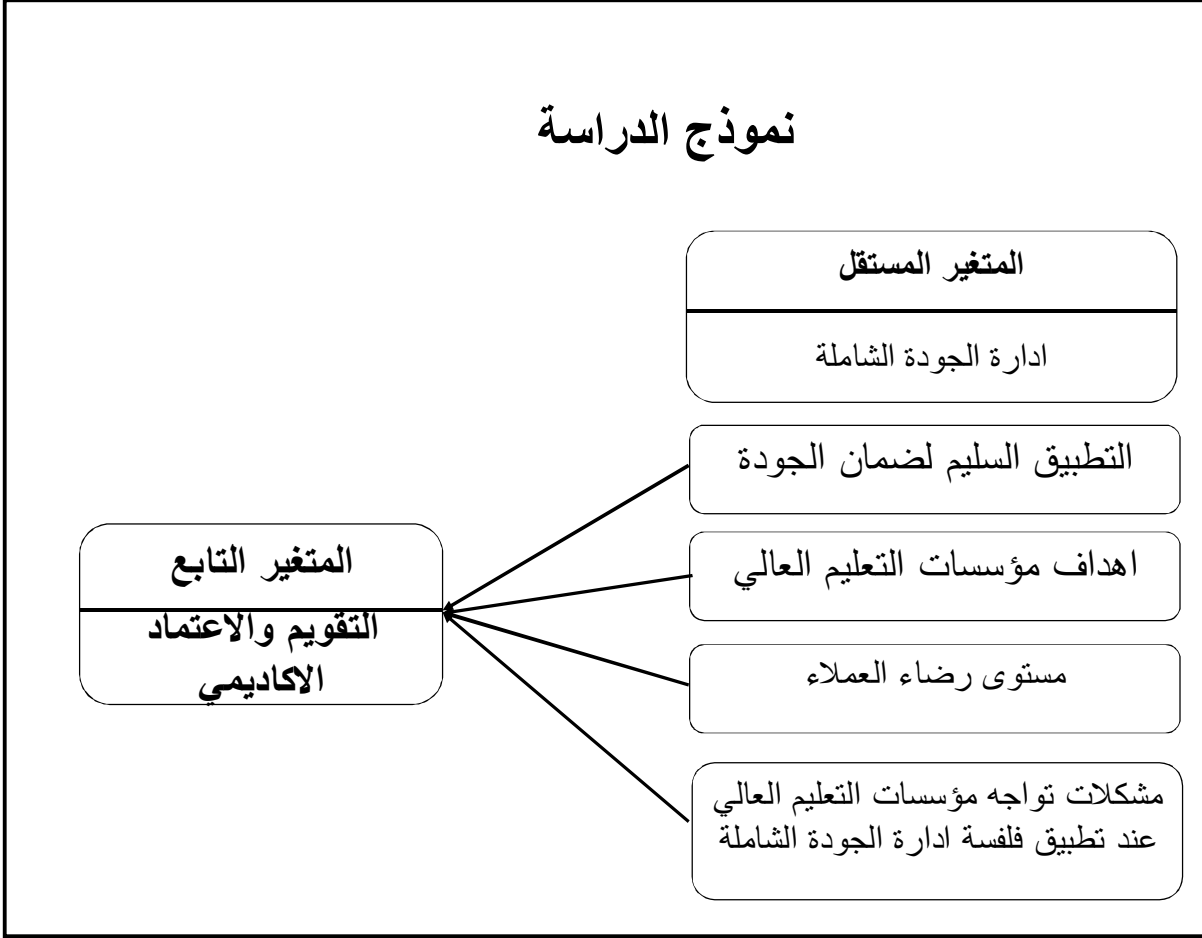 نموذج الدراسة
المتغير المستقل
ادارة الجودة الشاملة
التطبيق السليم لضمان الجودة
اهداف مؤسسات التعليم العالي
مستوى رضاء العملاء
مشكلات تواجه مؤسسات التعليم العالي
عند تطبيق فلفسة ادارة الجودة الشاملة
المتغير التابع
التقويم والاعتماد
الاكاديمي